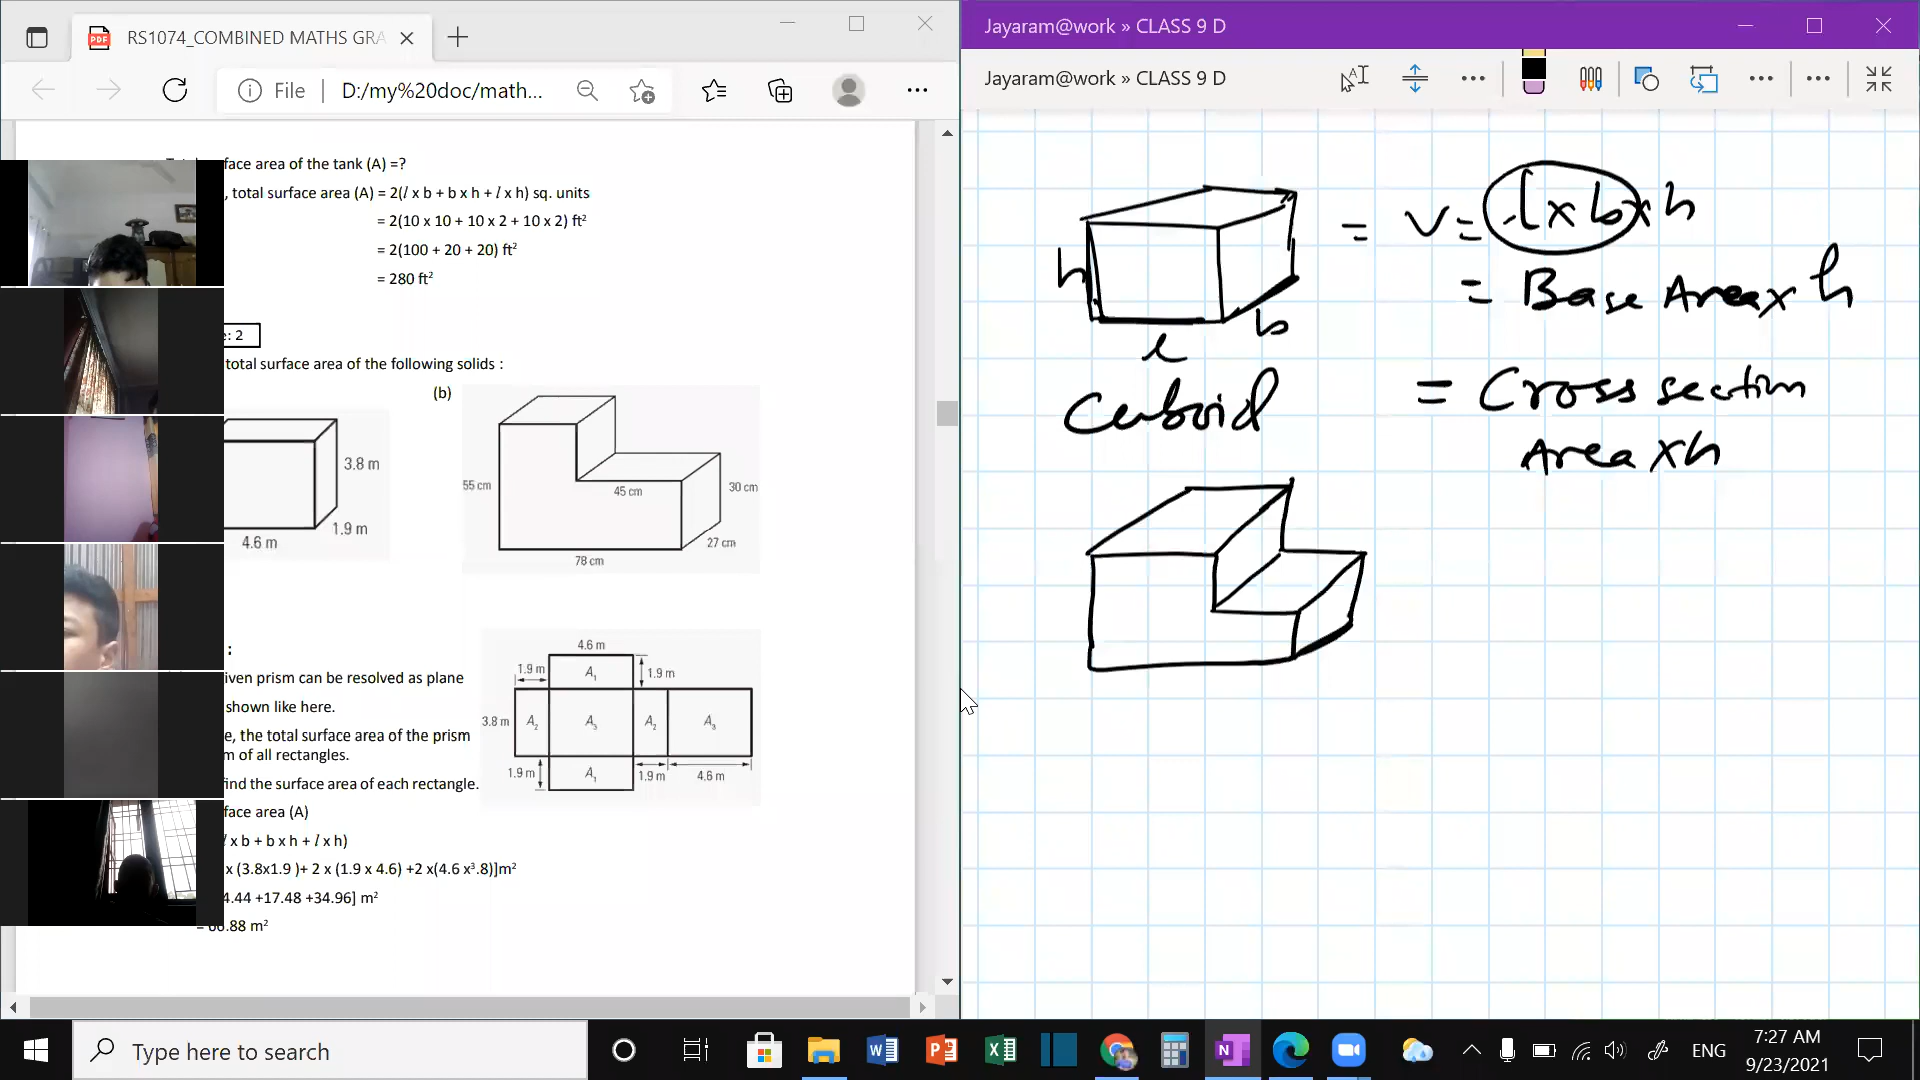 RS1074_COMBINED MATHS GRA
File
D:/my%20doc/math...
face area of the tank (A) =?
, total surface area (A) = 2(l x b + b x h + l x h) sq. units
= 2(10 x 10 + 10 x 2 + 10 x 2) ft²
= 2(100 + 20 + 20) ft²
= 280 ft²
e: 2
total surface area of the following solids :
(b)
3.8 m
1.9 m
4.6 m
55 cm
45 cm
30 cm
27 cm
78 cm
:
iven prism can be resolved as plane
shown like here.
e, the total surface area of the prism
m of all rectangles.
find the surface area of each rectangle.
face area (A)
x b + b x h + l x h)
x (3.8x1.9 )+ 2 x (1.9 x 4.6) +2 x(4.6 x³.8)]m²
4.44 +17.48 +34.96] m²
.88 m²
4.6 m
1.9 m
A₁
1.9 m
3.8 m
A₂
A₃
A₂
A₃
1.9 m
A₁
1.9 m
4.6 m
Jayaram@work » CLASS 9 D
Jayaram@work » CLASS 9 D
h
l
b
Cuboid
= V = l x b x h
= Base Area x h
= Cross section
Area x h
Type here to search
ENG
7:27 AM
9/23/2021